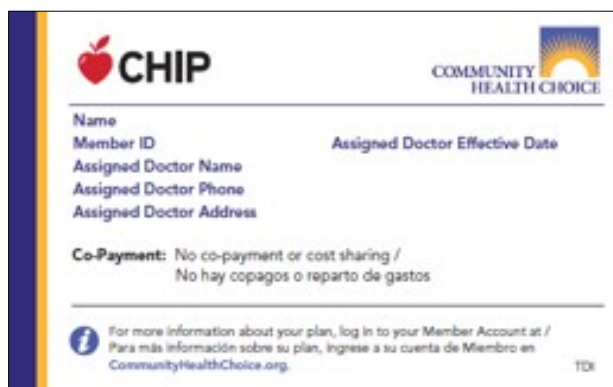 CHIP
COMMUNITY
HEALTH CHOICE
Name
Member ID
Assigned Doctor Effective Date
Assigned Doctor Name
Assigned Doctor Phone
Assigned Doctor Address
Co-Payment: No co-payment or cost sharing /
No hay copagos o reparto de gastos
For more information about your plan, log in to your Member Account at /
Para más información sobre su plan, ingrese a su cuenta de Miembro en
CommunityHealthChoice.org.
TDI